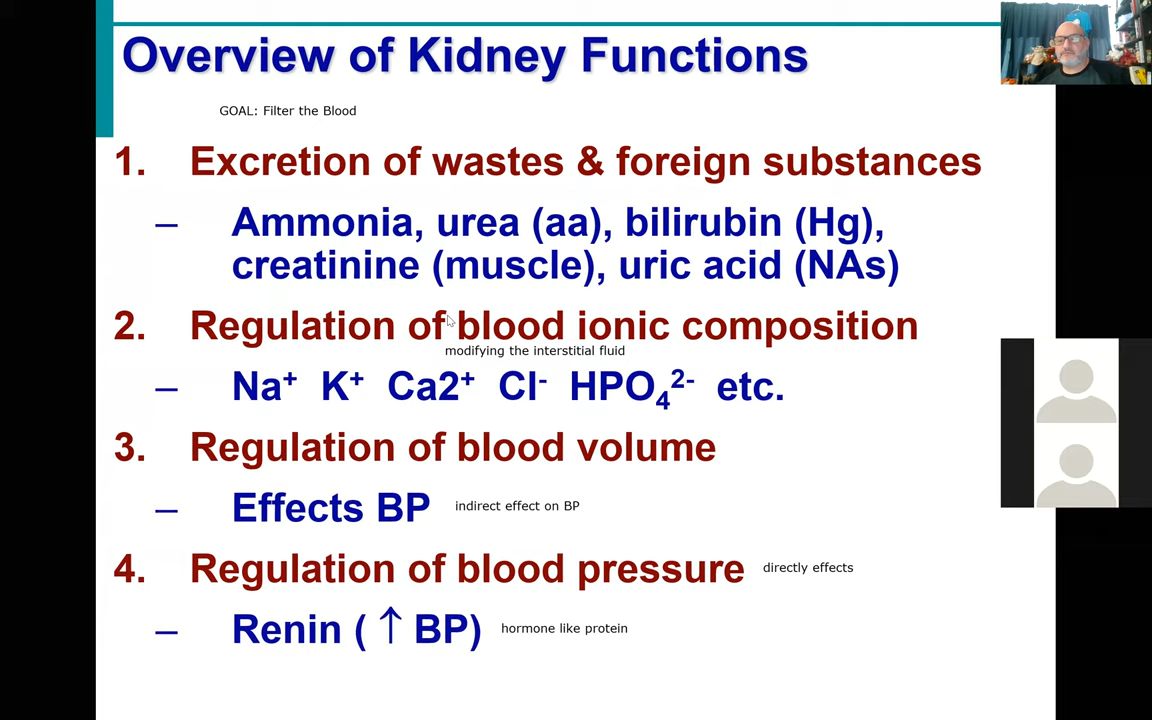 Overview of Kidney Functions
GOAL: Filter the Blood
1. Excretion of wastes & foreign substances
– Ammonia, urea (aa), bilirubin (Hg),
creatinine (muscle), uric acid (NAs)
2. Regulation of blood ionic composition
modifying the interstitial fluid
– Na⁺ K⁺ Ca2⁺ Cl⁻ HPO₄²⁻ etc.
3. Regulation of blood volume
– Effects BP indirect effect on BP
4. Regulation of blood pressure directly effects
– Renin ( ↑ BP) hormone like protein